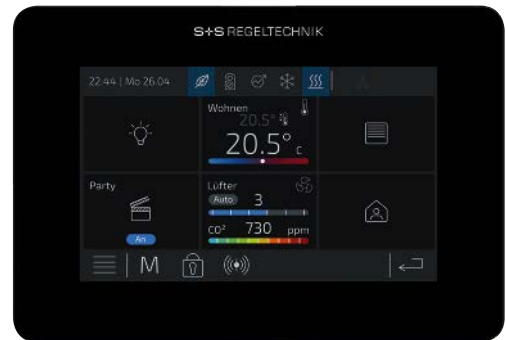 S+S REGELTECHNIK
22:44 | Mo 26.04
Wohnen
20.5°
20.5° C
Party
Lüfter
Auto 3
An
CO² 730 ppm
M